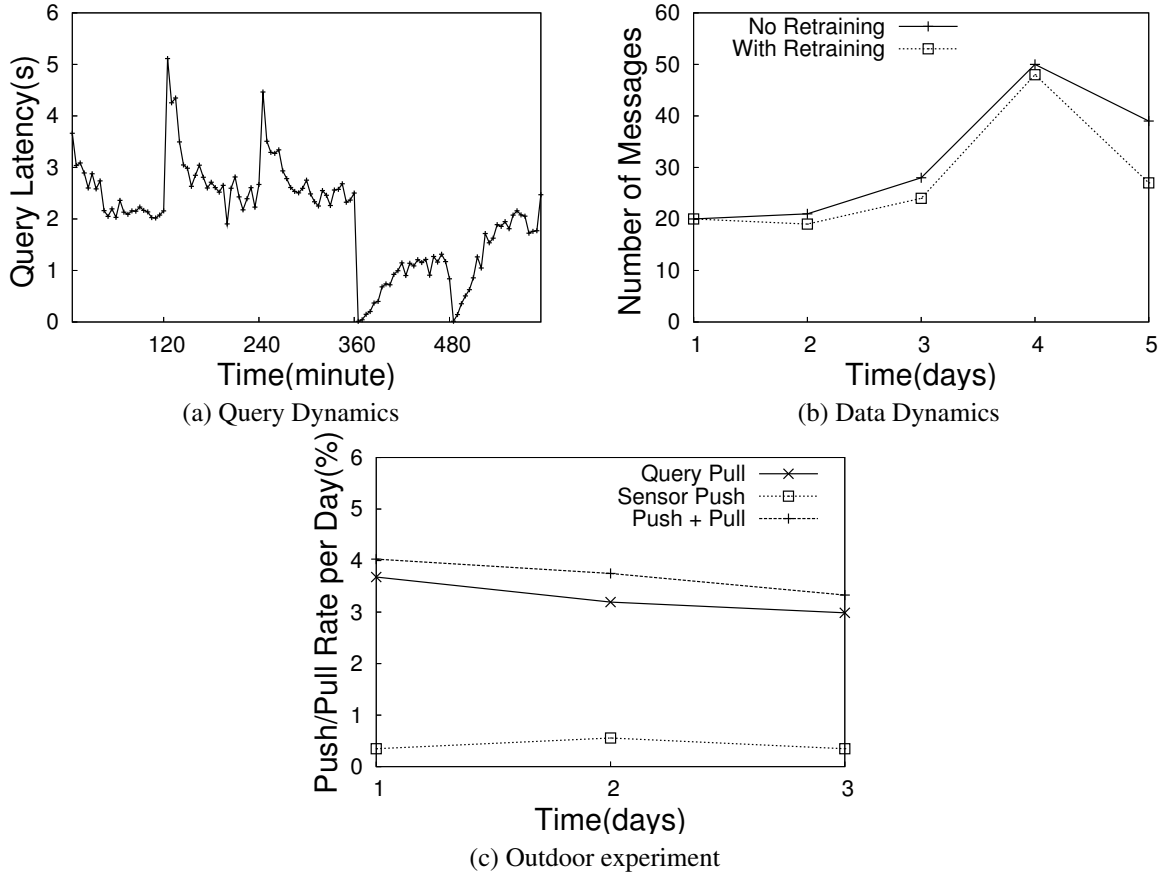 Query Latency(s)
6
5
4
3
2
1
0
120 240 360 480
Time(minute)
(a) Query Dynamics
Number of Messages
60
50
40
30
20
10
0
No Retraining
With Retraining
1 2 3 4 5
Time(days)
(b) Data Dynamics
Push/Pull Rate per Day(%)
6
5
4
3
2
1
0
Query Pull
Sensor Push
Push + Pull
1 2 3
Time(days)
(c) Outdoor experiment